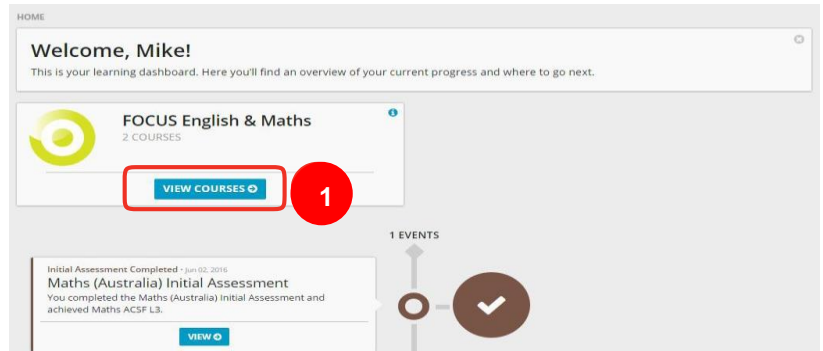 HOME
Welcome, Mike!
This is your learning dashboard. Here you'll find an overview of your current progress and where to go next.
FOCUS English & Maths
2 COURSES
VIEW COURSES
1
1 EVENTS
Initial Assessment Completed • Jun 02, 2016
Maths (Australia) Initial Assessment
You completed the Maths (Australia) Initial Assessment and
achieved Maths ACSF L3.
VIEW